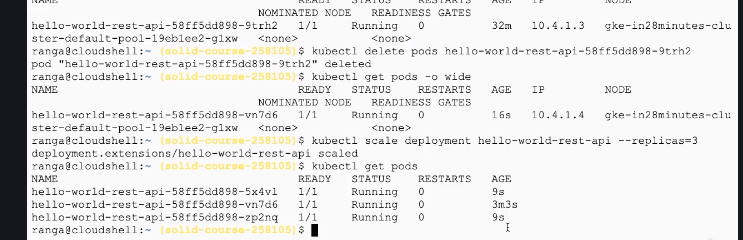 NAME READY STATUS RESTARTS AGE IP NODE
NOMINATED NODE READINESS GATES
hello-world-rest-api-58ff5dd898-9trh2 1/1 Running 0 32m 10.4.1.3 gke-in28minutes-clu
ster-default-pool-19eblee2-g1xw <none> <none>
ranga@cloudshell:~ (solid-course-258105)$ kubectl delete pods hello-world-rest-api-58ff5dd898-9trh2
pod "hello-world-rest-api-58ff5dd898-9trh2" deleted
ranga@cloudshell:~ (solid-course-258105)$ kubectl get pods -o wide
NAME READY STATUS RESTARTS AGE IP NODE
NOMINATED NODE READINESS GATES
hello-world-rest-api-58ff5dd898-vn7d6 1/1 Running 0 16s 10.4.1.4 gke-in28minutes-clu
ster-default-pool-19eblee2-g1xw <none> <none>
ranga@cloudshell:~ (solid-course-258105)$ kubectl scale deployment hello-world-rest-api --replicas=3
deployment.extensions/hello-world-rest-api scaled
ranga@cloudshell:~ (solid-course-258105)$ kubectl get pods
NAME READY STATUS RESTARTS AGE
hello-world-rest-api-58ff5dd898-5x4vl 1/1 Running 0 9s
hello-world-rest-api-58ff5dd898-vn7d6 1/1 Running 0 3m3s
hello-world-rest-api-58ff5dd898-zp2nq 1/1 Running 0 9s
ranga@cloudshell:~ (solid-course-258105)$